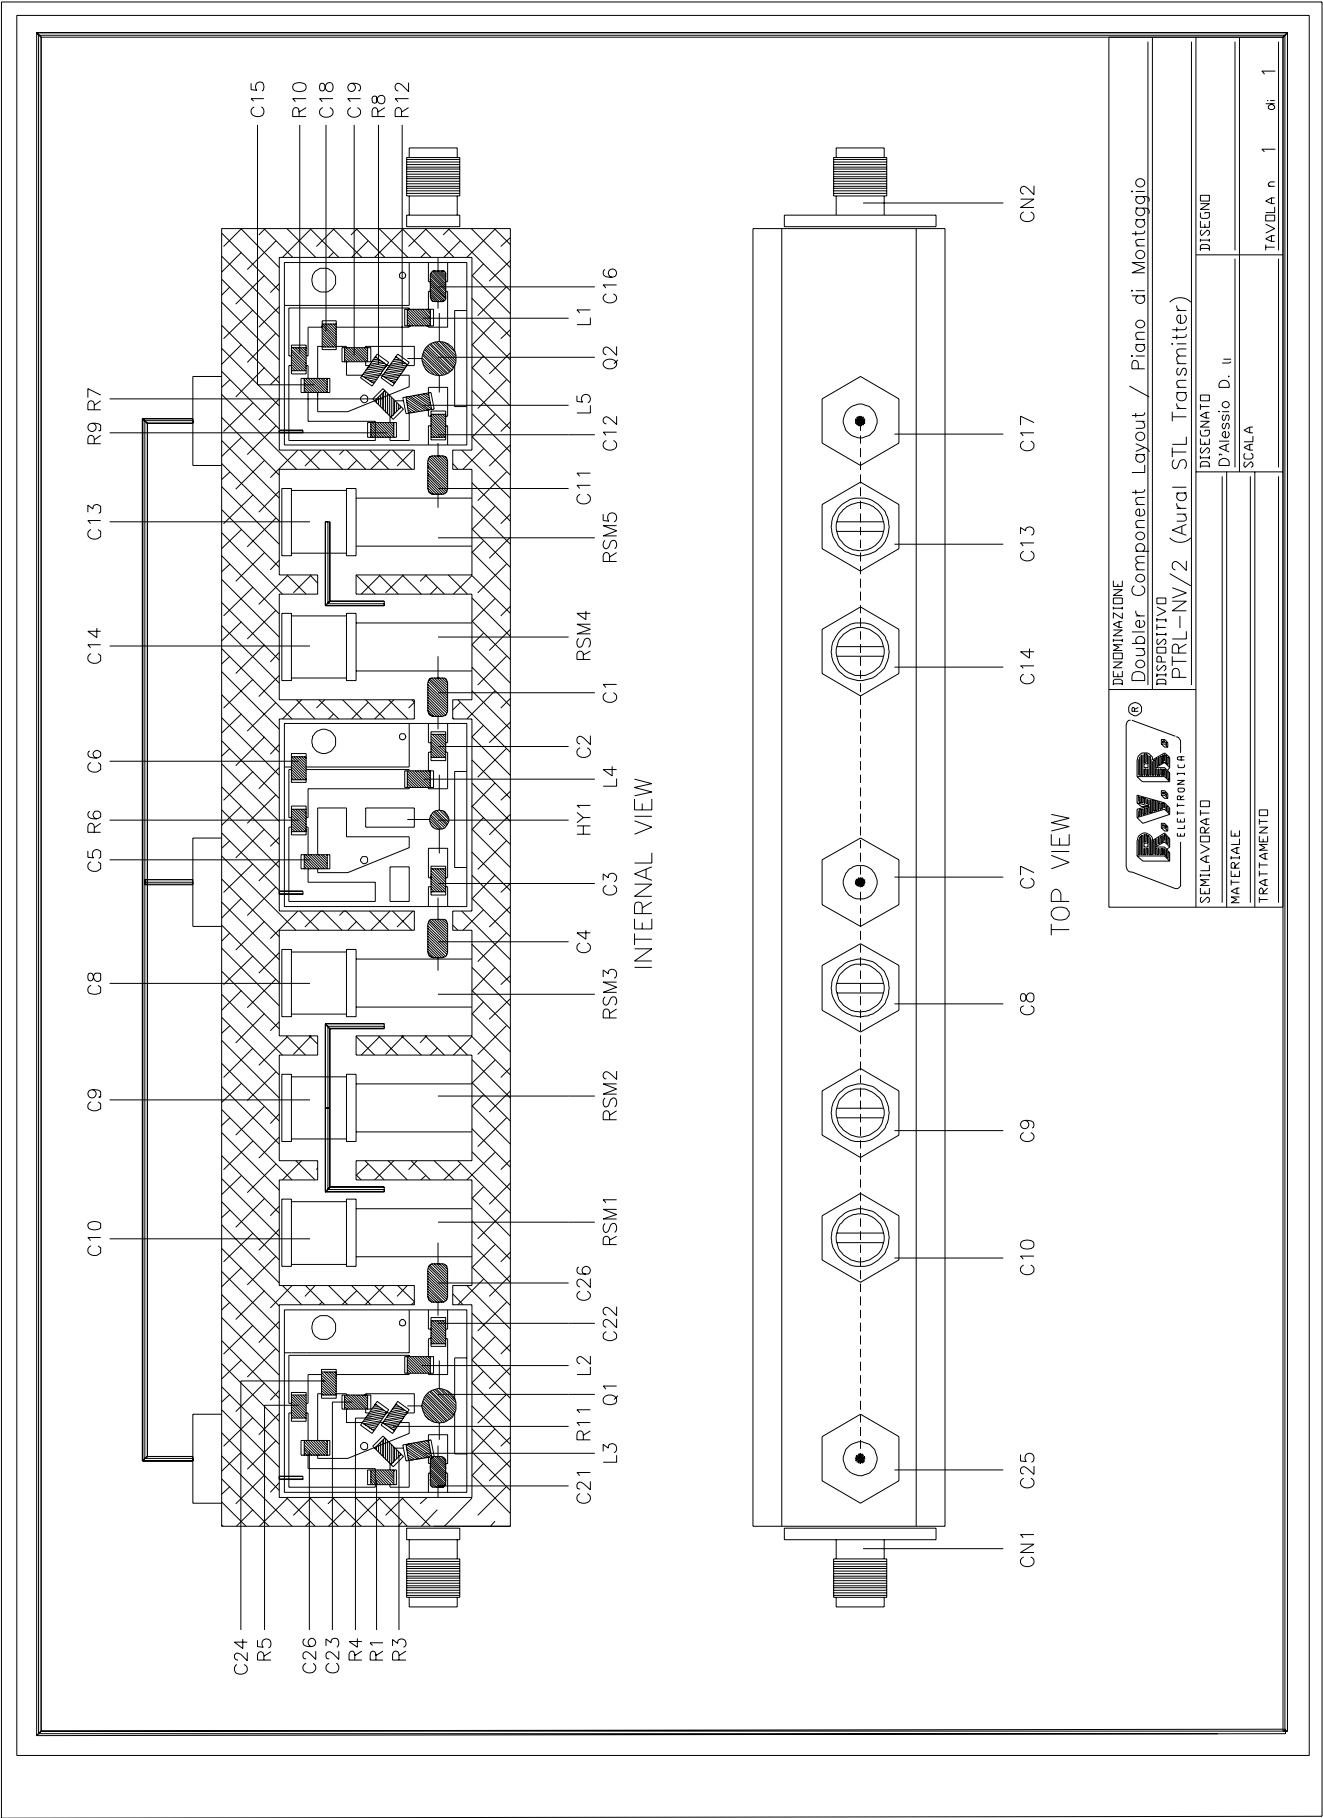 C10
C9
C8
C5
R6
C6
C14
C13
R9
R7
C15
R10
C18
C19
R8
R12
C24
R5
C26
C23
R4
R1
R3
C21
L3
R11
Q1
L2
C22
C26
RSM1
RSM2
RSM3
C4
C3
HY1
L4
C2
C1
RSM4
RSM5
C11
C12
L5
Q2
L1
C16
INTERNAL VIEW
CN1
C25
C10
C9
C8
C7
C14
C13
C17
CN2
TOP VIEW
R.V.R. ®
ELETTRONICA
DENOMINAZIONE
Doubler Component Layout / Piano di Montaggio
DISPOSITIVO
PTRL-NV/2 (Aural STL Transmitter)
SEMILAVORATO
MATERIALE
TRATTAMENTO
DISEGNATO
D'Alessio D. li
SCALA
DISEGNO
TAVOLA n 1 di 1